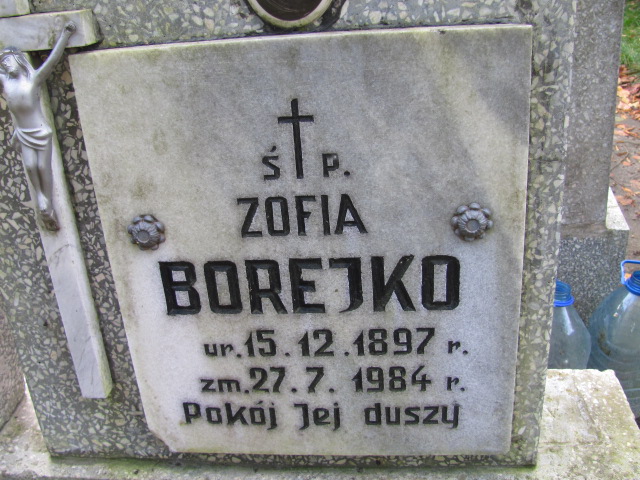 Ś P.
ZOFIA
BOREJKO
ur. 15. 12. 1897 r.
zm. 27. 7. 1984 r.
Pokój Jej duszy